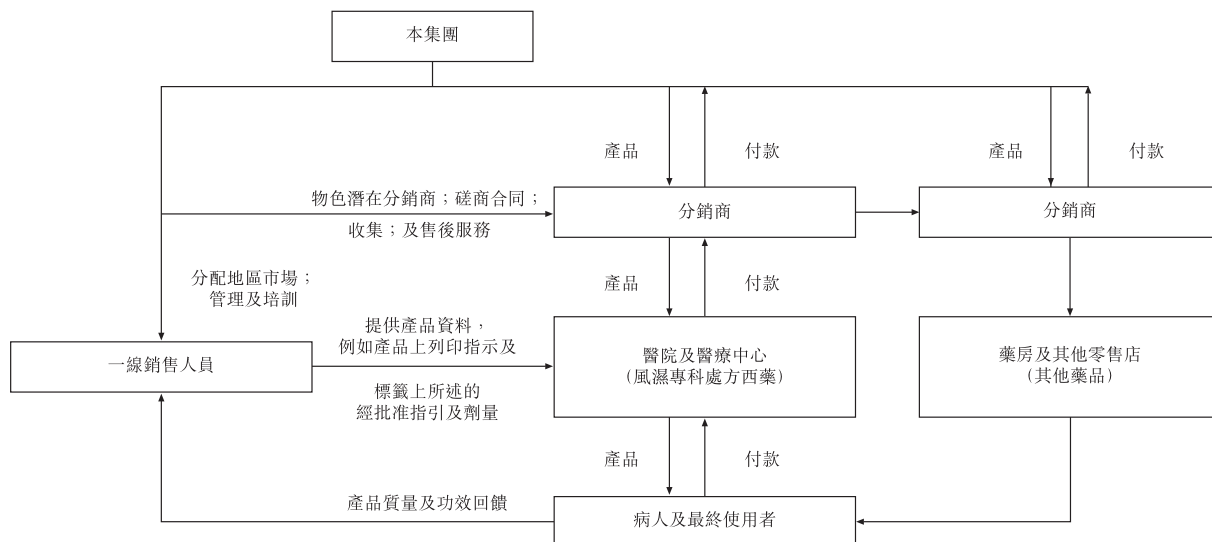 本集團
產品
付款
產品
付款
物色潛在分銷商；磋商合同；
收集；及售後服務
分銷商
分銷商
分配地區市場；
管理及培訓
產品
付款
提供產品資料，
例如產品上列印指示及
標籤上所述的
經批准指引及劑量
一線銷售人員
醫院及醫療中心
(風濕專科處方西藥)
藥房及其他零售店
(其他藥品)
產品
付款
產品質量及功效回饋
病人及最終使用者